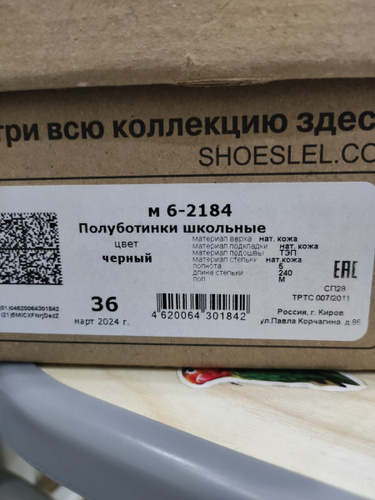 три всю коллекцию здес
SHOESLEL.CO
м 6-2184
Полуботинки школьные
цвет
черный
материал верха нат. кожа
материал подкладки нат. кожа
материал подошвы ТЭП
материал стельки нат.кожа
полнота 6
длина стельки 240
пол М
EAC
СП28
ТРТС 007/2011
36
март 2024 г.
4 620064 301842
Россия, г. Киров
ул.Павла Корчагина, д.86